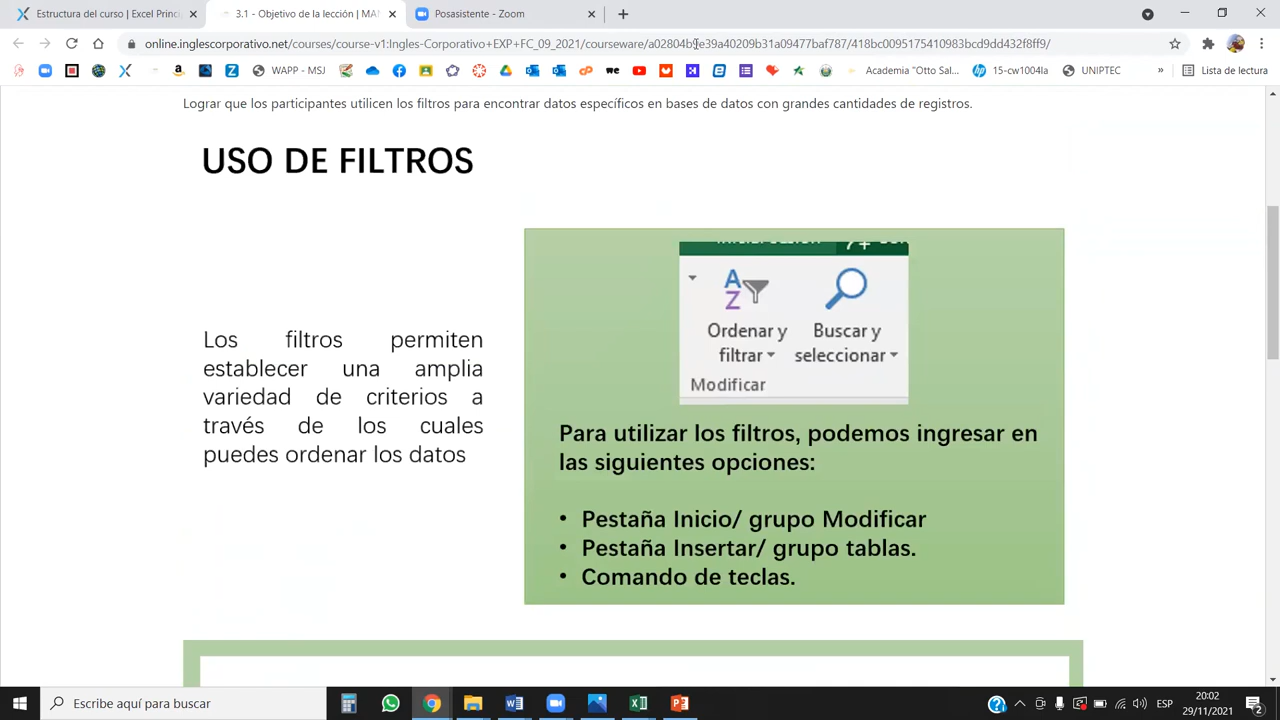 Estructura del curso | Excel Princ
3.1 - Objetivo de la lección | MA
Posasistente - Zoom
online.inglescorporativo.net/courses/course-v1:Ingles-Corporativo+EXP+FC_09_2021/courseware/a02804b9e39a40209b31a09477baf787/418bc0095175410983bcd9dd432f8ff9/
WAPP - MSJ
Academia "Otto Sal...
15-cw1004la
UNIPTEC
»
Lista de lectura
Lograr que los participantes utilicen los filtros para encontrar datos específicos en bases de datos con grandes cantidades de registros.
USO DE FILTROS
Ordenar y filtrar
Buscar y seleccionar
Modificar
Los filtros permiten
establecer una amplia
variedad de criterios a
través de los cuales
puedes ordenar los datos
Para utilizar los filtros, podemos ingresar en
las siguientes opciones:
• Pestaña Inicio/ grupo Modificar
• Pestaña Insertar/ grupo tablas.
• Comando de teclas.
Escribe aquí para buscar
ESP
20:02
29/11/2021